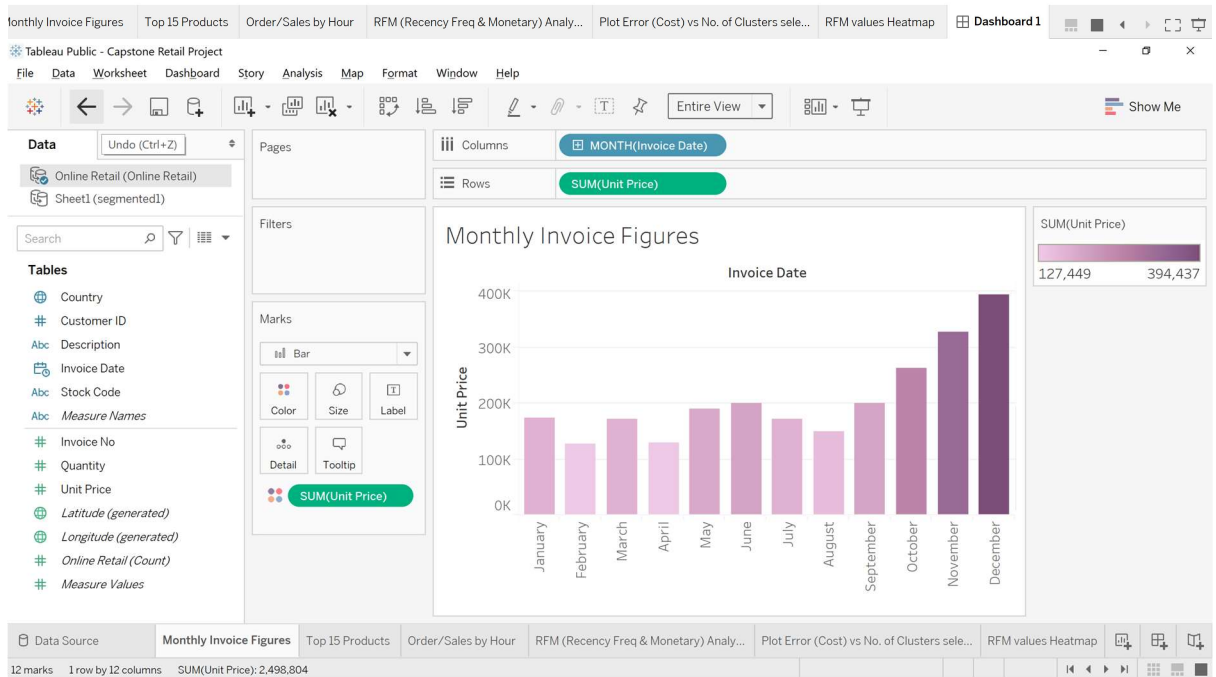 Monthly Invoice Figures
Top 15 Products
Order/Sales by Hour
RFM (Recency Freq & Monetary) Analy...
Plot Error (Cost) vs No. of Clusters sele...
RFM values Heatmap
Dashboard 1
Tableau Public - Capstone Retail Project
File Data Worksheet Dashboard Story Analysis Map Format Window Help
Entire View
Show Me
Data
Undo (Ctrl+Z)
Online Retail (Online Retail)
Sheet1 (segmented1)
Search
Tables
Country
Customer ID
Abc Description
Invoice Date
Abc Stock Code
Abc Measure Names
Invoice No
Quantity
Unit Price
Latitude (generated)
Longitude (generated)
Online Retail (Count)
Measure Values
Pages
Filters
Marks
Bar
Color Size Label
Detail Tooltip
SUM(Unit Price)
Columns MONTH(Invoice Date)
Rows SUM(Unit Price)
Monthly Invoice Figures
Invoice Date
Unit Price
400K
300K
200K
100K
0K
January
February
March
April
May
June
July
August
September
October
November
December
SUM(Unit Price)
127,449 394,437
Data Source
Monthly Invoice Figures
Top 15 Products
Order/Sales by Hour
RFM (Recency Freq & Monetary) Analy...
Plot Error (Cost) vs No. of Clusters sele...
RFM values Heatmap
12 marks 1 row by 12 columns SUM(Unit Price): 2,498,804